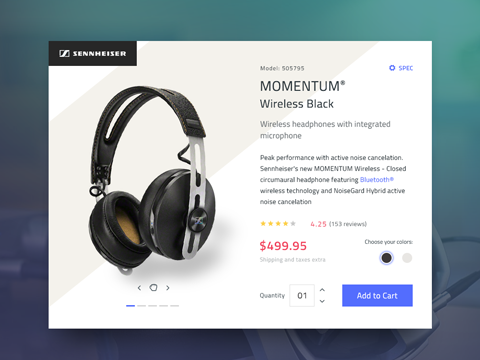 SENNHEISER
Model: 505795
SPEC
MOMENTUM®
Wireless Black
Wireless headphones with integrated
microphone
Peak performance with active noise cancelation.
Sennheiser's new MOMENTUM Wireless - Closed
circumaural headphone featuring Bluetooth®
wireless technology and NoiseGard Hybrid active
noise cancelation
4.25 (153 reviews)
$499.95
Shipping and taxes extra
Choose your colors:
Quantity 01
Add to Cart